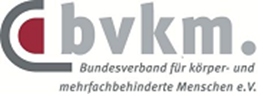 bvkm.
Bundesverband für körper- und
mehrfachbehinderte Menschen e.V.